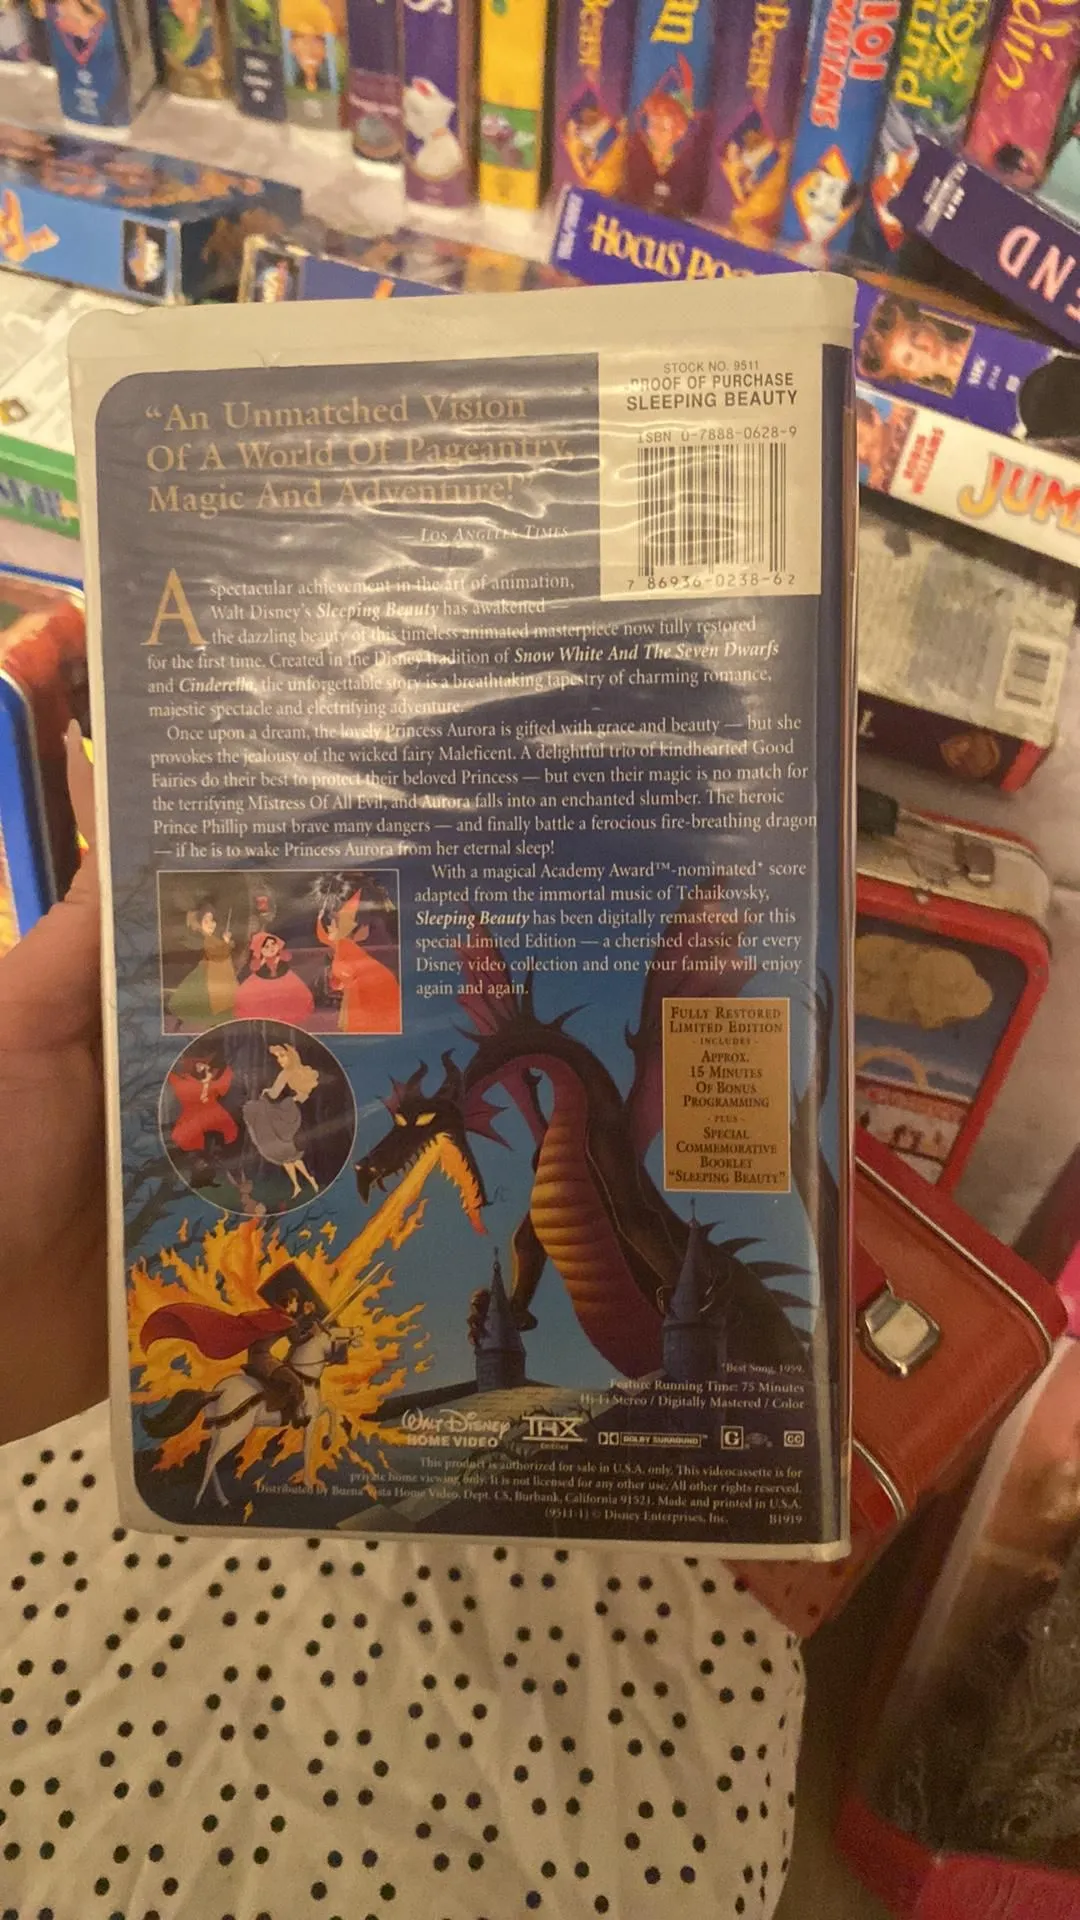 Beast
an
Beast
101
HOCUS PO
END
JUM
STOCK NO. 9511
PROOF OF PURCHASE
SLEEPING BEAUTY
ISBN 0-7888-0628-9
7 86936-0238-6 2
"An Unmatched Vision
Of A World Of Pageantry,
Magic And Adventure!"
— Los Angeles Times
A spectacular achievement in the art of animation,
Walt Disney's Sleeping Beauty has awakened —
the dazzling beauty of this timeless animated masterpiece now fully restored
for the first time. Created in the Disney tradition of Snow White And The Seven Dwarfs
and Cinderella, the unforgettable story is a breathtaking tapestry of charming romance,
majestic spectacle and electrifying adventure.
Once upon a dream, the lovely Princess Aurora is gifted with grace and beauty — but she
provokes the jealousy of the wicked fairy Maleficent. A delightful trio of kindhearted Good
Fairies do their best to protect their beloved Princess — but even their magic is no match for
the terrifying Mistress Of All Evil, and Aurora falls into an enchanted slumber. The heroic
Prince Phillip must brave many dangers — and finally battle a ferocious fire-breathing dragon
— if he is to wake Princess Aurora from her eternal sleep!
With a magical Academy Award™-nominated* score
adapted from the immortal music of Tchaikovsky,
Sleeping Beauty has been digitally remastered for this
special Limited Edition — a cherished classic for every
Disney video collection and one your family will enjoy
again and again.
FULLY RESTORED
LIMITED EDITION
- INCLUDES -
APPROX.
15 MINUTES
OF BONUS
PROGRAMMING
- PLUS -
SPECIAL
COMMEMORATIVE
BOOKLET
"SLEEPING BEAUTY"
*Best Song, 1959.
Feature Running Time: 75 Minutes
Hi-Fi Stereo / Digitally Mastered / Color
WALT DISNEY
HOME VIDEO
THX
DOLBY SURROUND
G
CC
This product is authorized for sale in U.S.A. only. This videocassette is for
private home viewing only. It is not licensed for any other use. All other rights reserved.
Distributed by Buena Vista Home Video, Dept. CS, Burbank, California 91521. Made and printed in U.S.A.
(9511-1) © Disney Enterprises, Inc. B1919